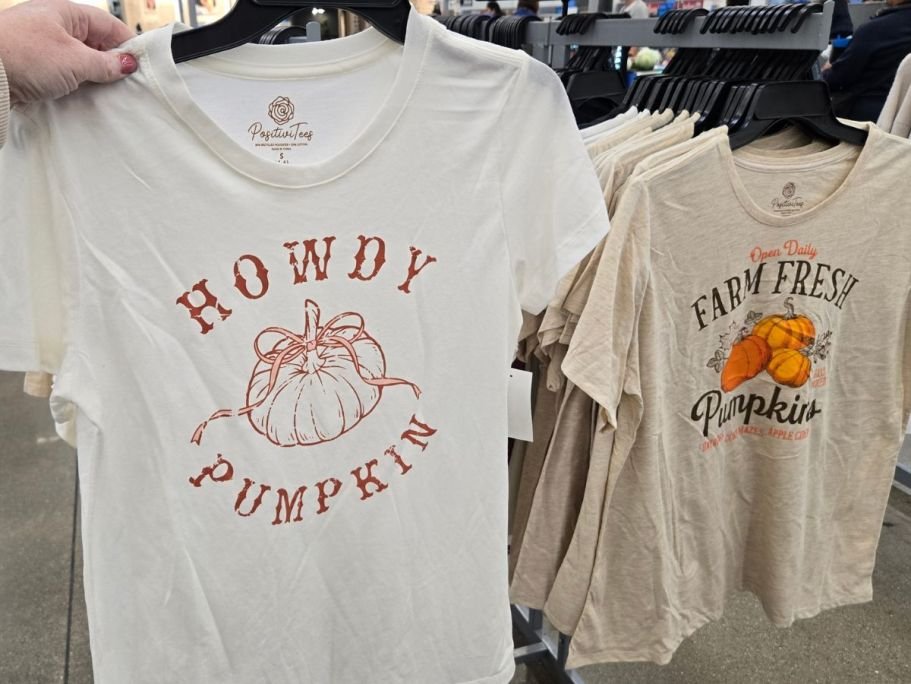 PositiviTees
S
HOWDY
PUMPKIN
PositiviTees
Open Daily
FARM FRESH
Pumpkins